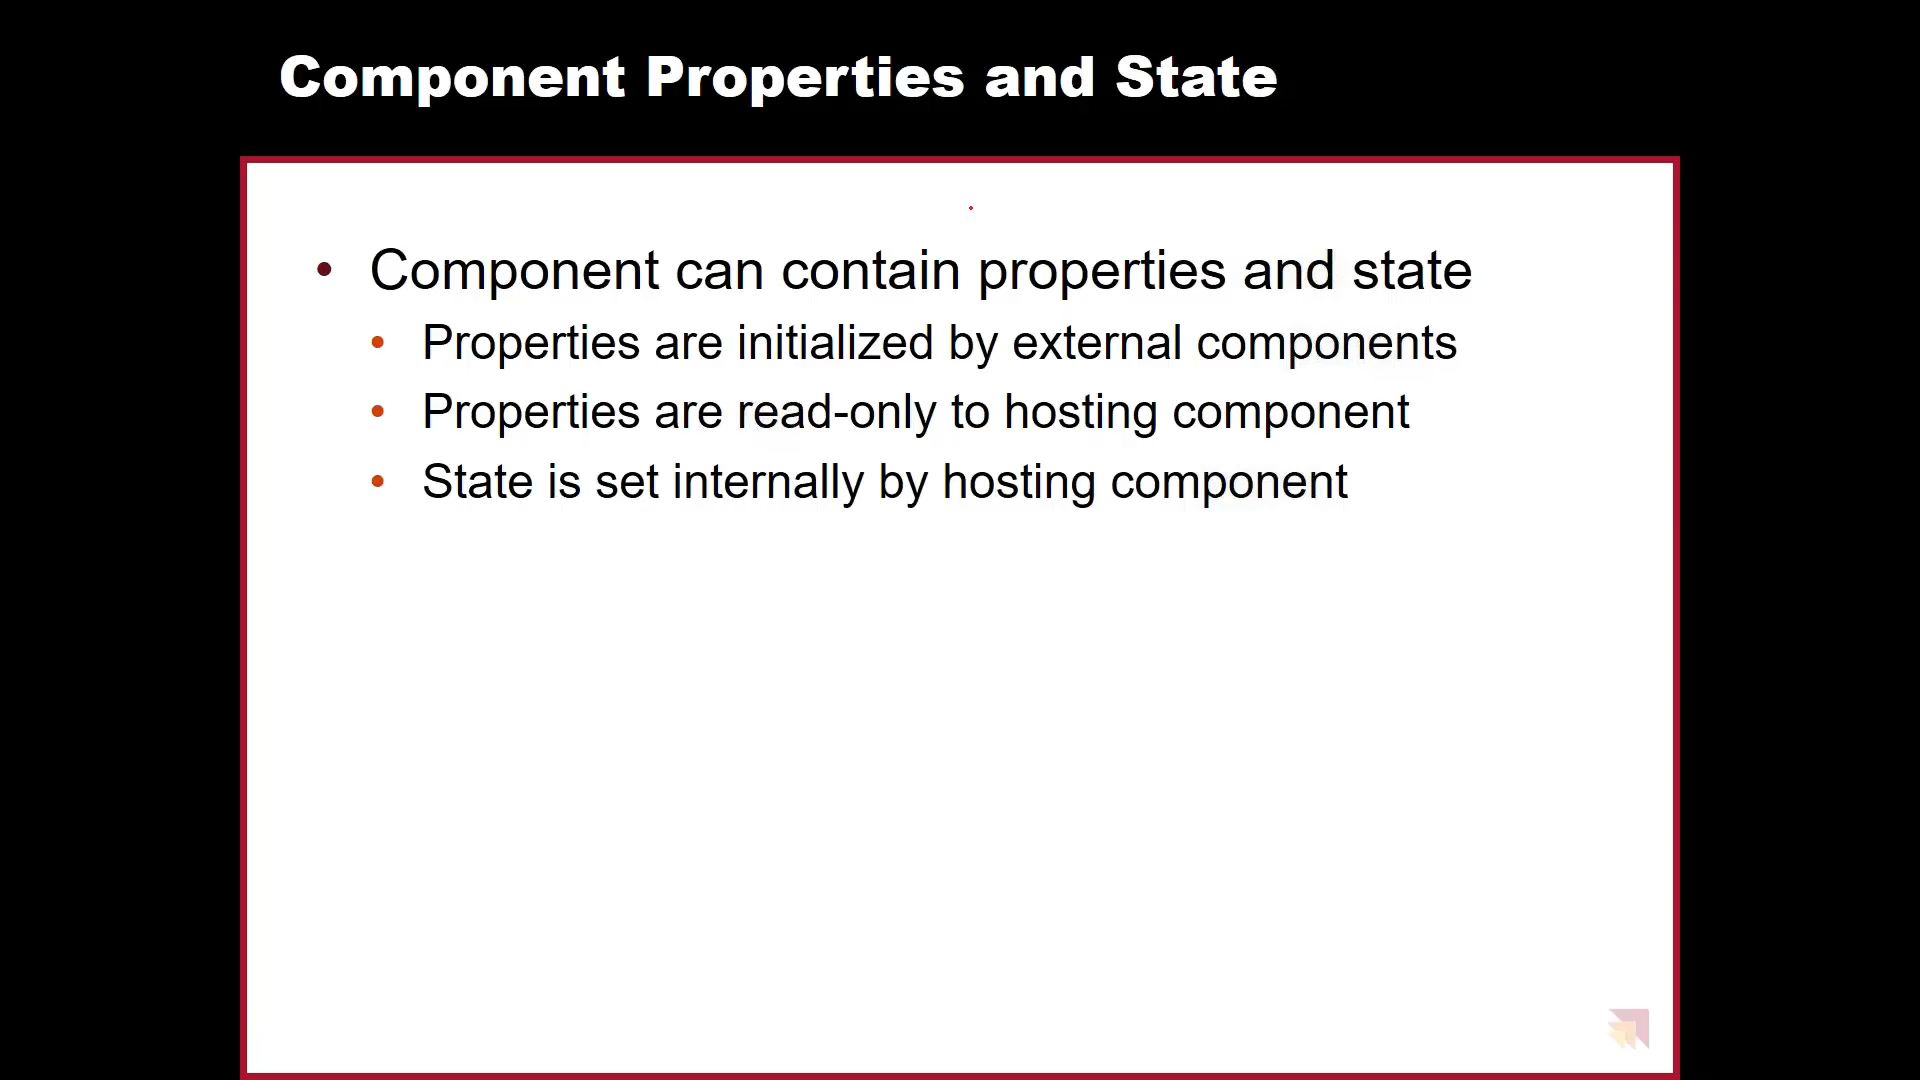 Component Properties and State
• Component can contain properties and state
• Properties are initialized by external components
• Properties are read-only to hosting component
• State is set internally by hosting component